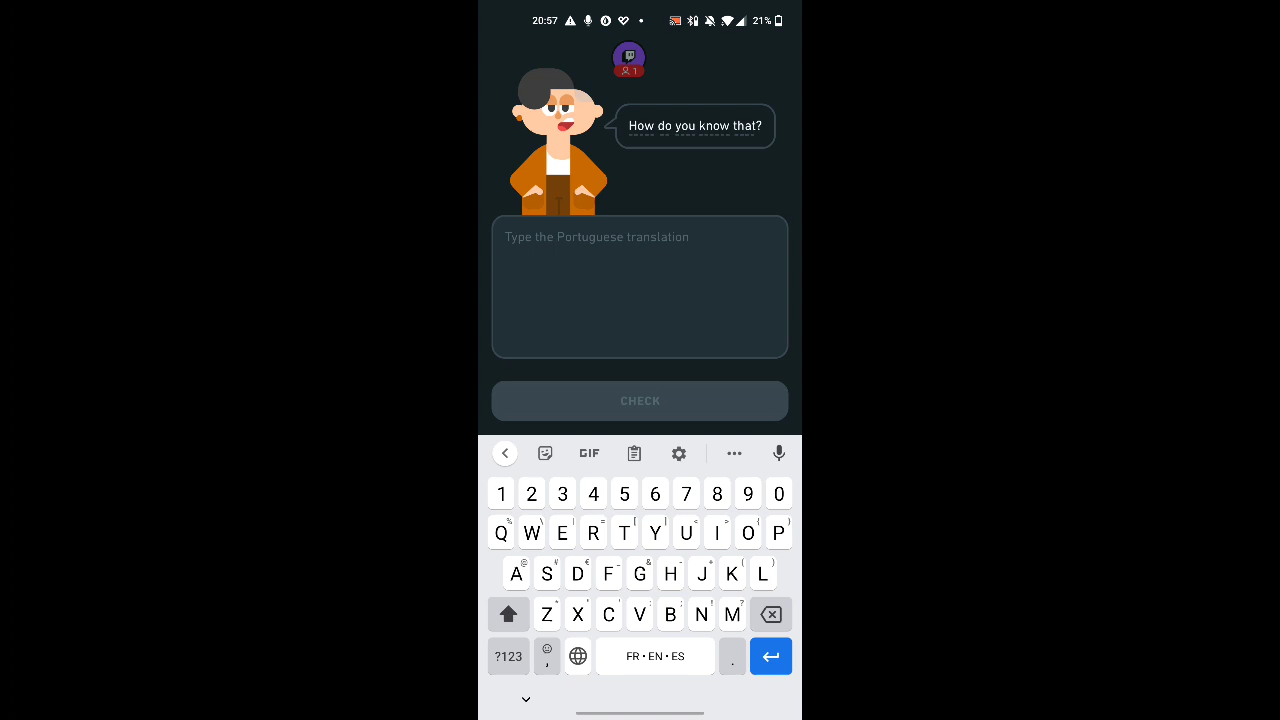 20:57 21%
1
How do you know that?
Type the Portuguese translation
CHECK
GIF
1 2 3 4 5 6 7 8 9 0
Q W E R T Y U I O P
A S D F G H J K L
Z X C V B N M
?123 , FR • EN • ES .